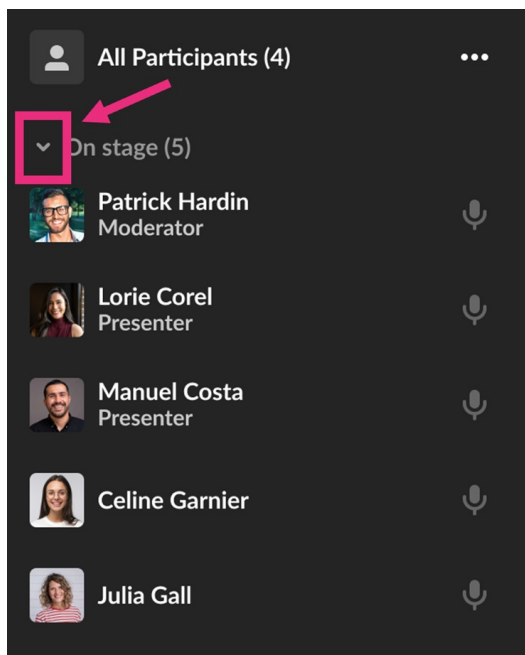 All Participants (4)
On stage (5)
Patrick Hardin
Moderator
Lorie Corel
Presenter
Manuel Costa
Presenter
Celine Garnier
Julia Gall